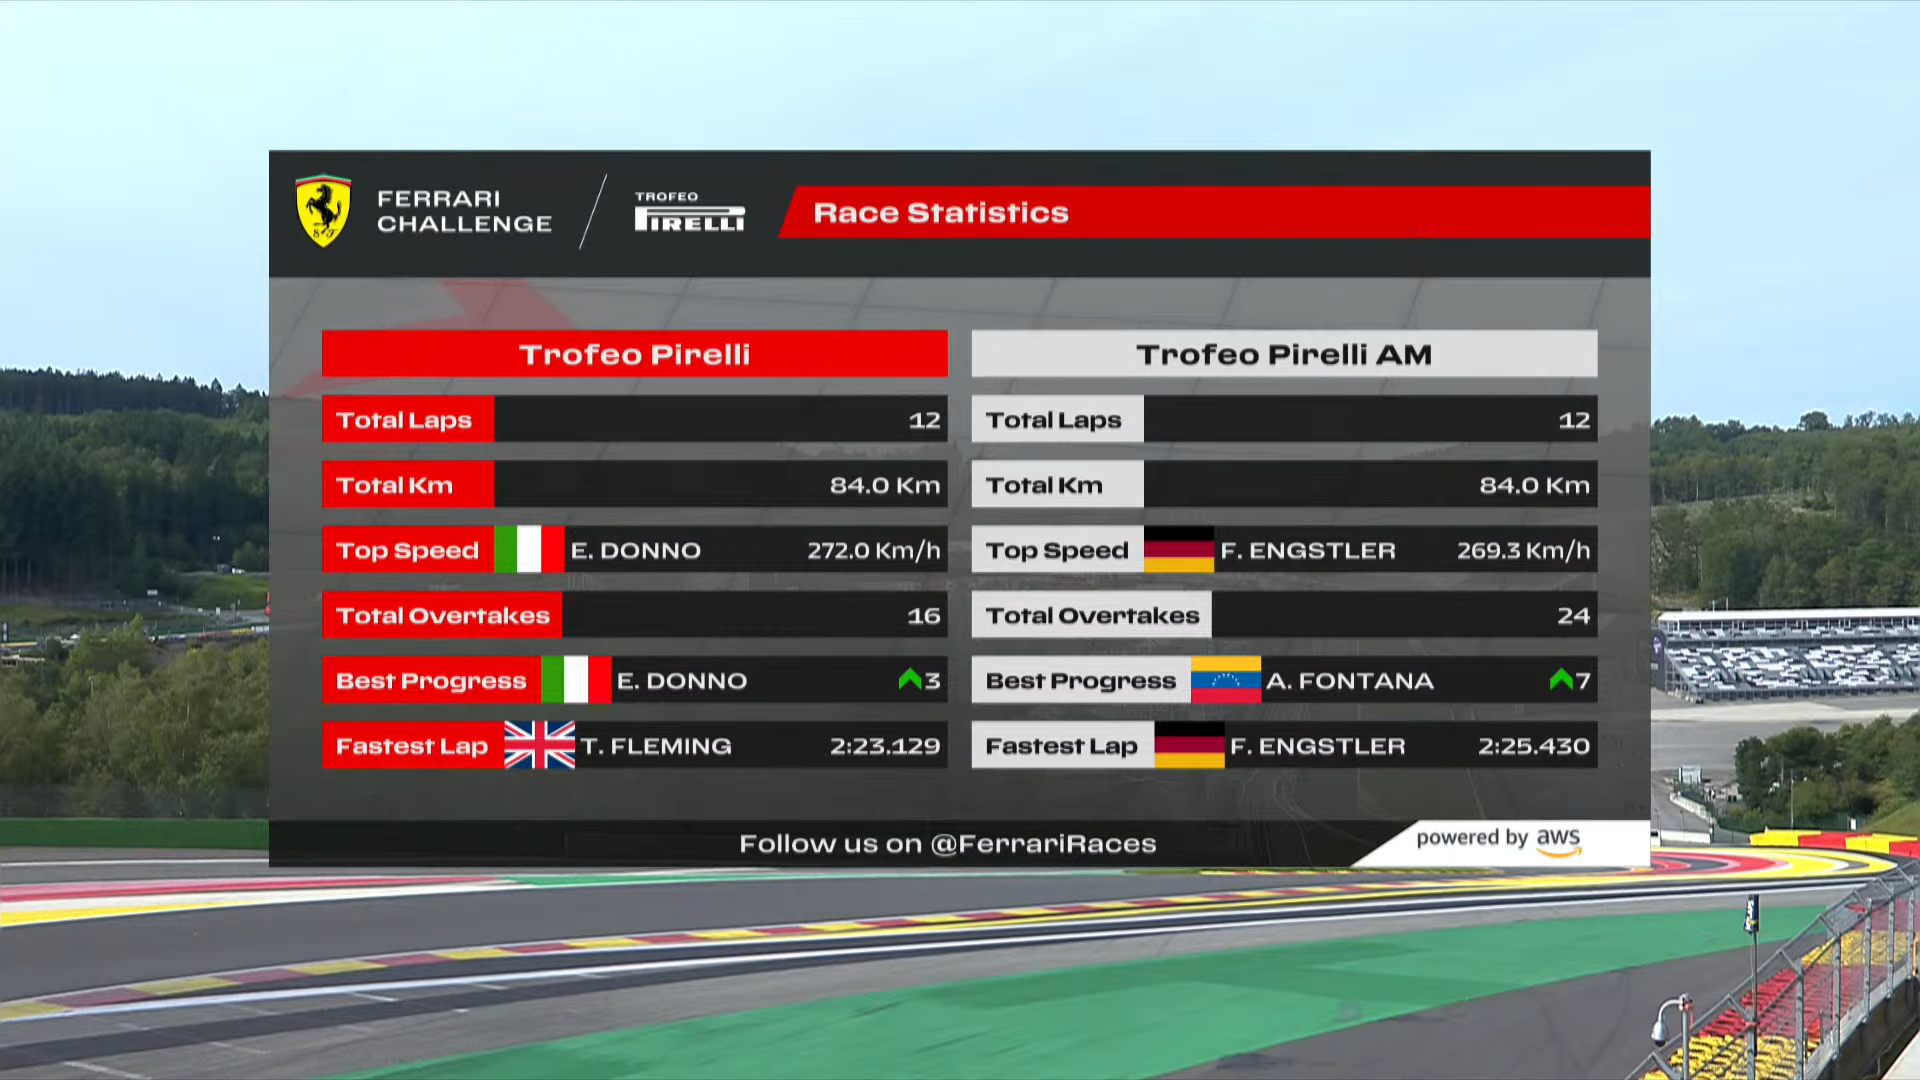 FERRARI
CHALLENGE
TROFEO
PIRELLI
Race Statistics
Trofeo Pirelli
Total Laps 12
Total Km 84.0 Km
Top Speed E. DONNO 272.0 Km/h
Total Overtakes 16
Best Progress E. DONNO 3
Fastest Lap T. FLEMING 2:23.129
Trofeo Pirelli AM
Total Laps 12
Total Km 84.0 Km
Top Speed F. ENGSTLER 269.3 Km/h
Total Overtakes 24
Best Progress A. FONTANA 7
Fastest Lap F. ENGSTLER 2:25.430
Follow us on @FerrariRaces
powered by aws